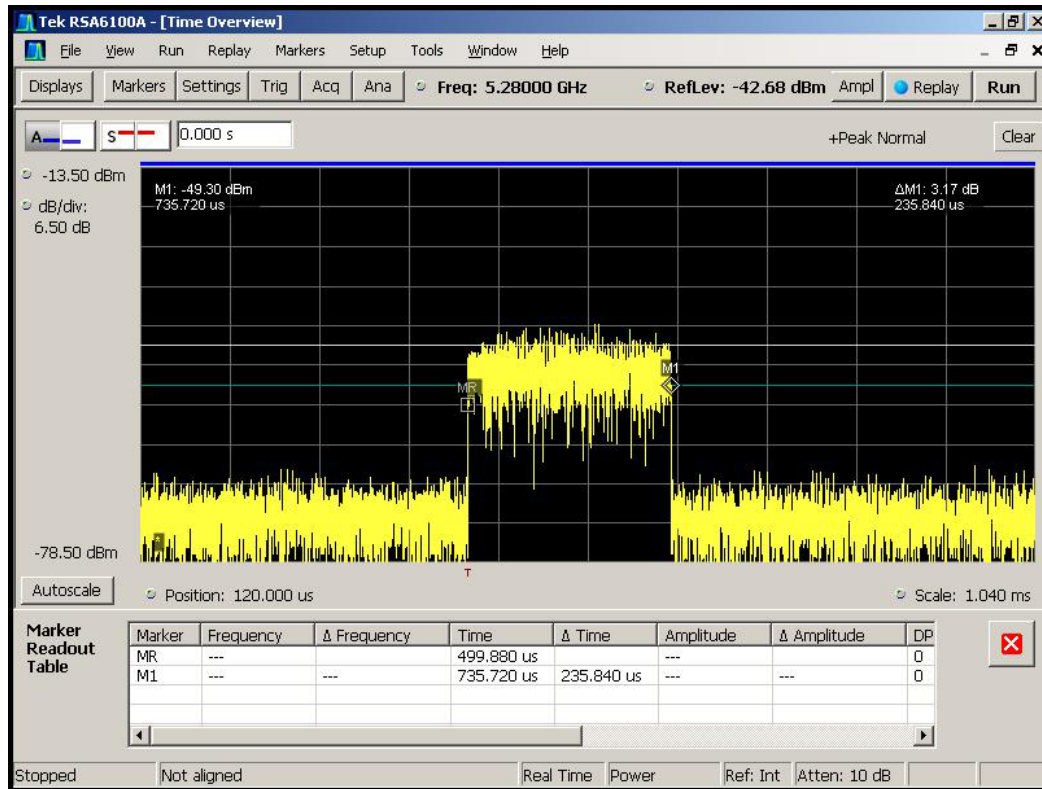 Tek RSA6100A - [Time Overview]
File View Run Replay Markers Setup Tools Window Help
Displays Markers Settings Trig Acq Ana Freq: 5.28000 GHz RefLev: -42.68 dBm Ampl Replay Run
A S 0.000 s +Peak Normal Clear
-13.50 dBm
dB/div:
6.50 dB
M1: -49.30 dBm
735.720 us
ΔM1: 3.17 dB
235.840 us
M1
MR
-78.50 dBm
T
Autoscale Position: 120.000 us Scale: 1.040 ms
Marker
Readout
Table
Marker Frequency Δ Frequency Time Δ Time Amplitude Δ Amplitude DP
MR --- 499.880 us --- 0
M1 --- --- 735.720 us 235.840 us --- --- 0
Stopped Not aligned Real Time Power Ref: Int Atten: 10 dB